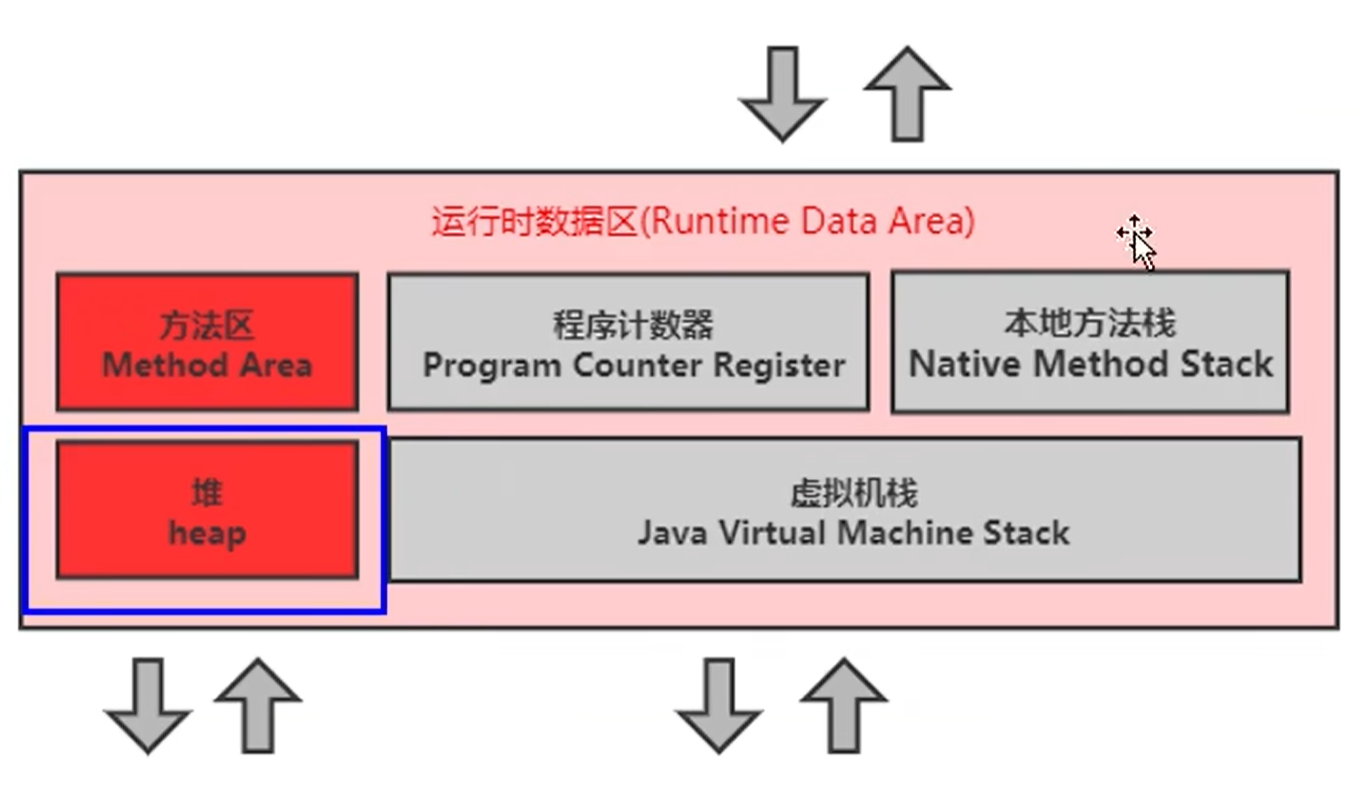 运行时数据区(Runtime Data Area)
方法区
Method Area
程序计数器
Program Counter Register
本地方法栈
Native Method Stack
堆
heap
虚拟机栈
Java Virtual Machine Stack